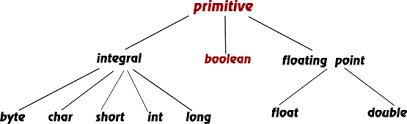 primitive
integral boolean floating point
byte char short int long float double